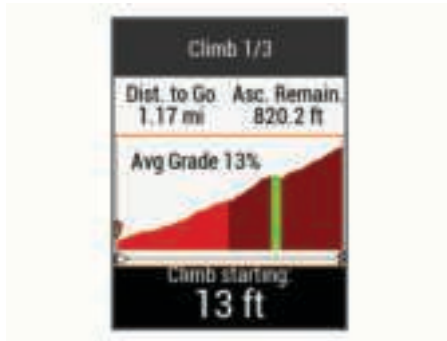 Climb 1/3
Dist. to Go Asc. Remain.
1.17 mi 820.2 ft
Avg Grade 13%
Climb starting:
13 ft